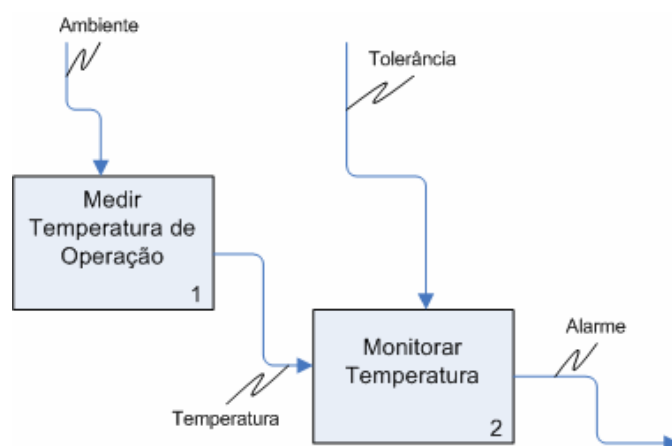 Ambiente
Tolerância
Medir
Temperatura de
Operação
1
Monitorar
Temperatura
2
Alarme
Temperatura